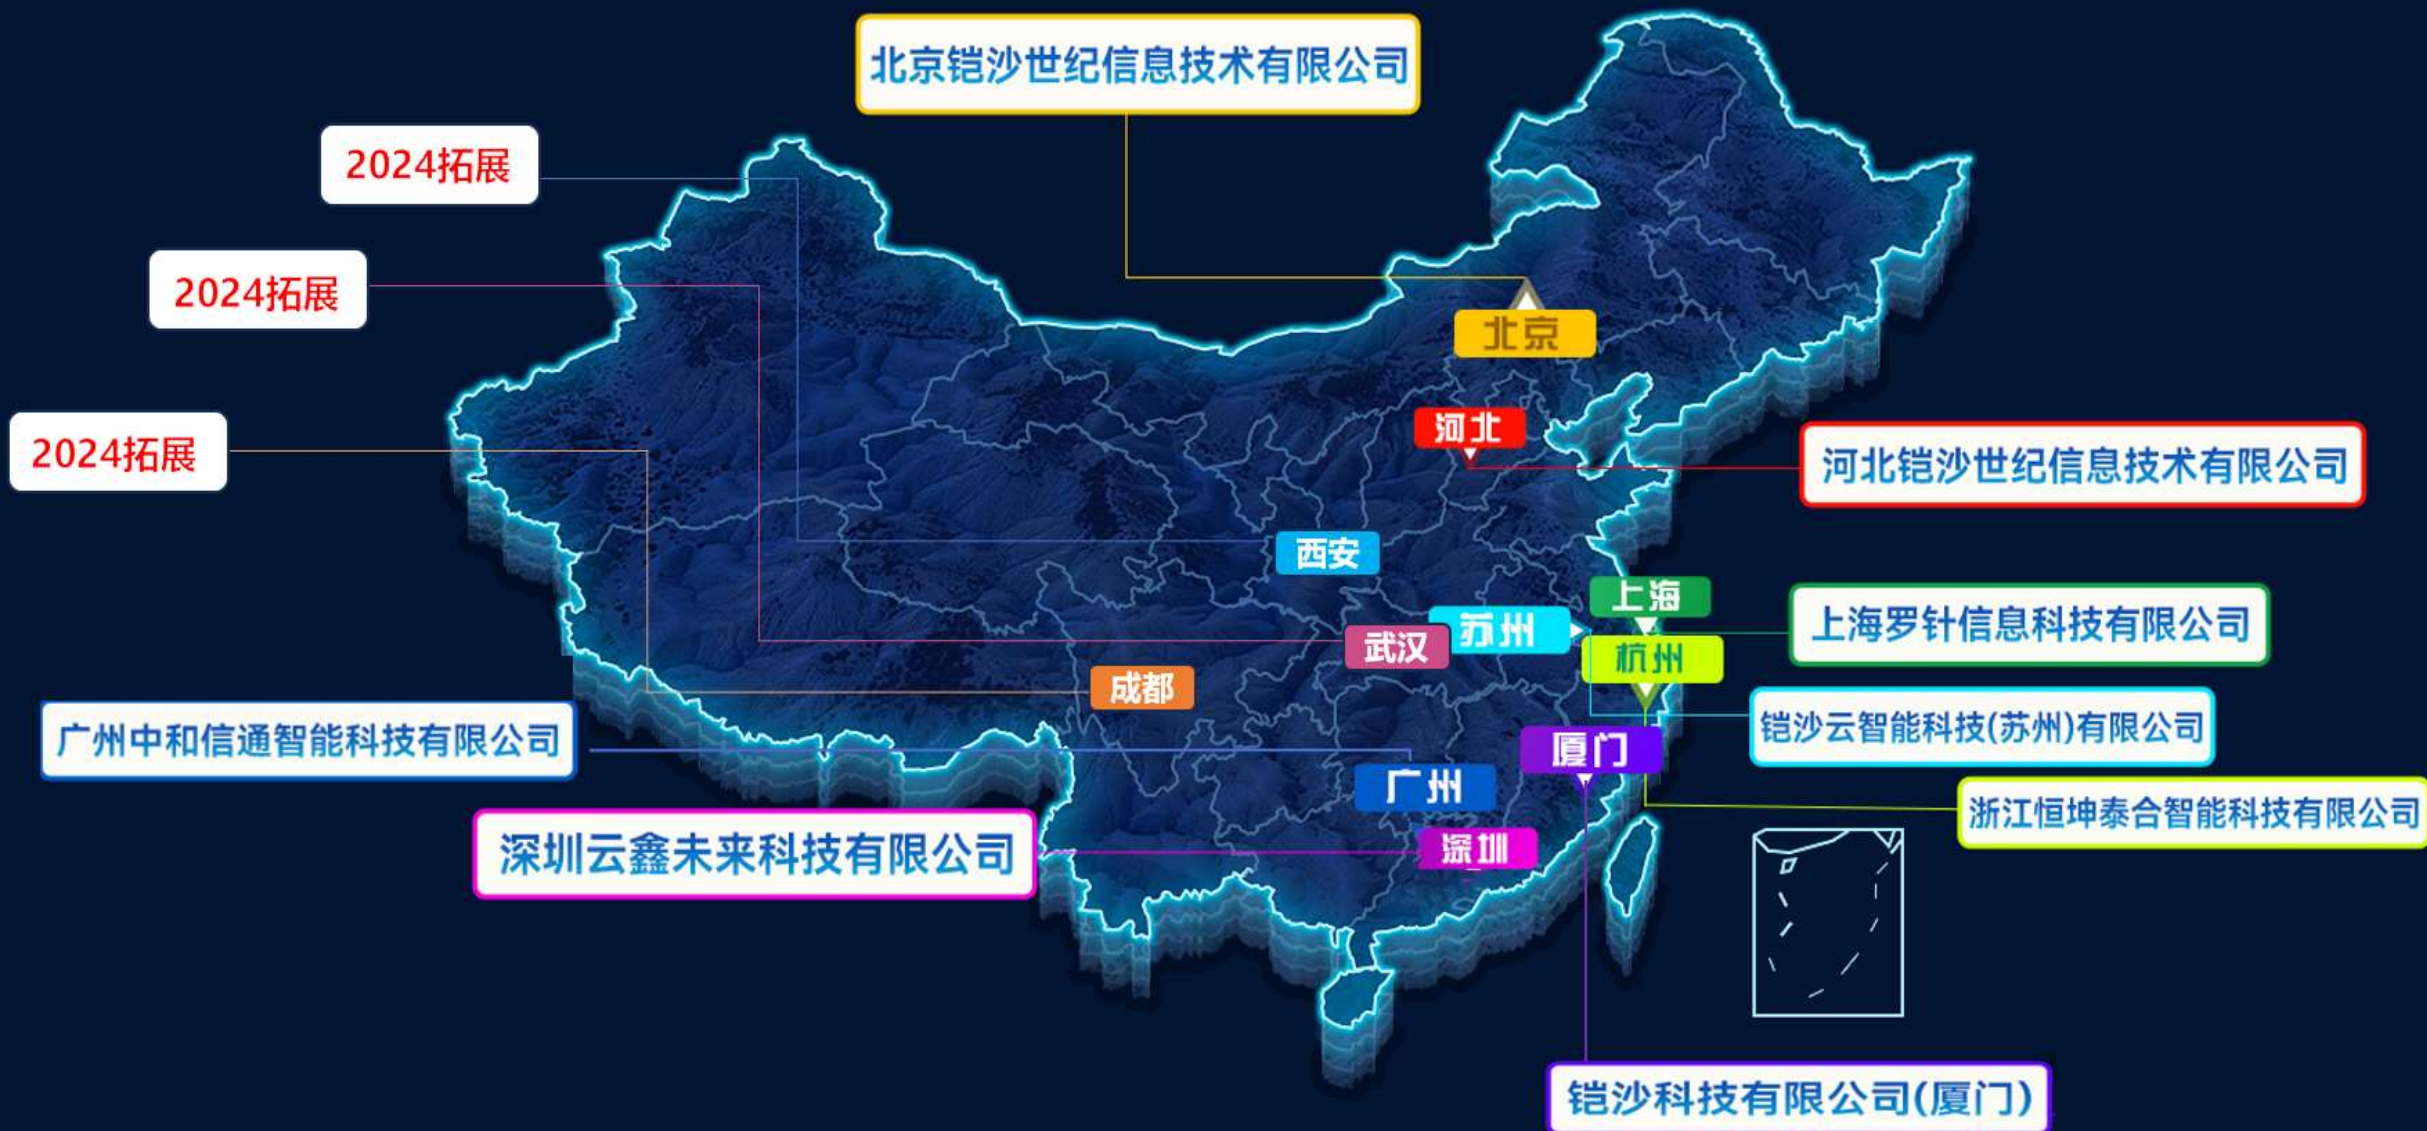 北京铠沙世纪信息技术有限公司
2024拓展
2024拓展
北京
河北
2024拓展
河北铠沙世纪信息技术有限公司
西安
上海
苏州
武汉
杭州
上海罗针信息科技有限公司
成都
广州中和信通智能科技有限公司
厦门
铠沙云智能科技(苏州)有限公司
广州
浙江恒坤泰合智能科技有限公司
深圳云鑫未来科技有限公司
深圳
铠沙科技有限公司(厦门)